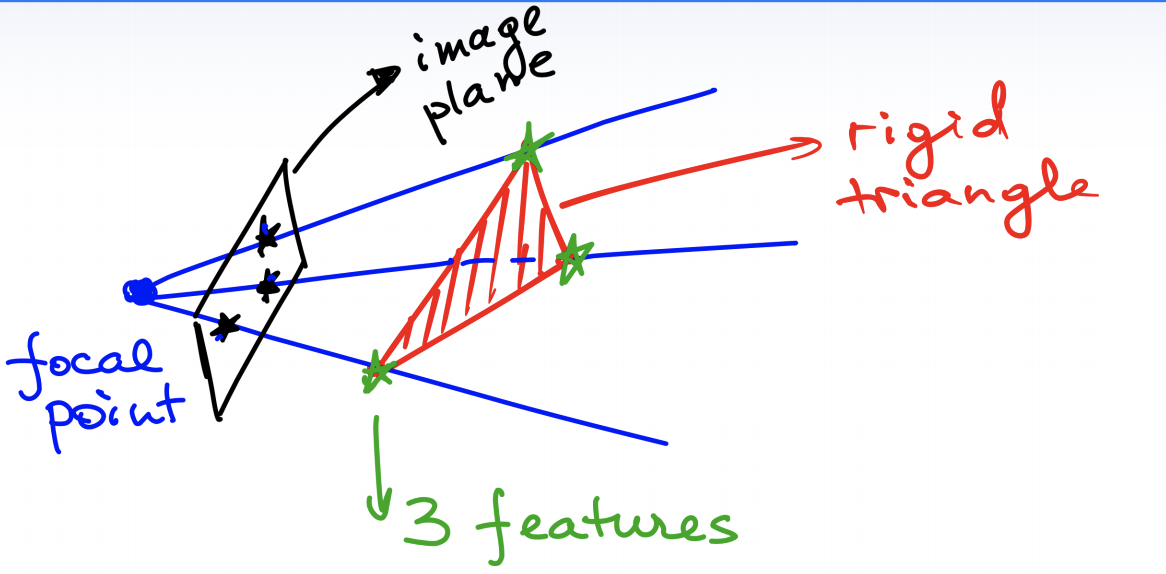 image
plane
rigid
triangle
focal
point
3 features